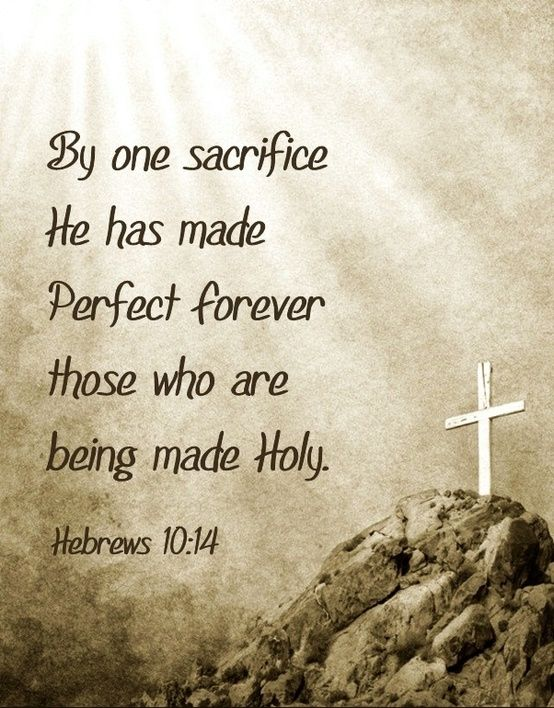 By one sacrifice
He has made
Perfect forever
those who are
being made Holy.
Hebrews 10:14